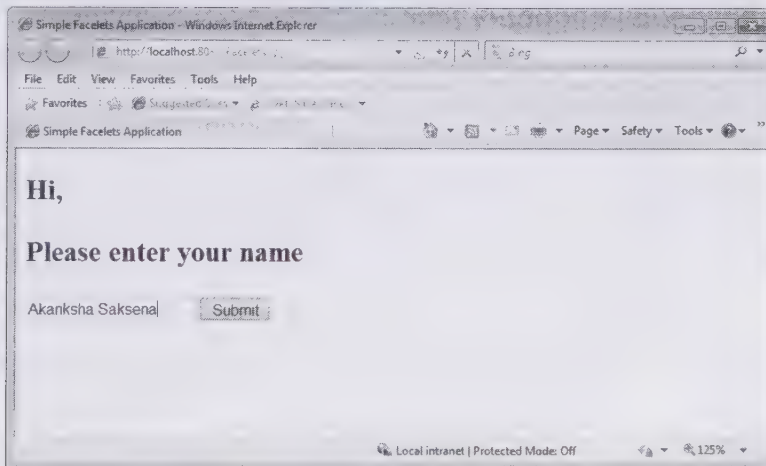 Simple Facelets Application - Windows Internet Explorer
http://localhost:80
File Edit View Favorites Tools Help
Favorites
Simple Facelets Application
Page Safety Tools
Hi,
Please enter your name
Akanksha Saksena Submit
Local intranet | Protected Mode: Off 125%